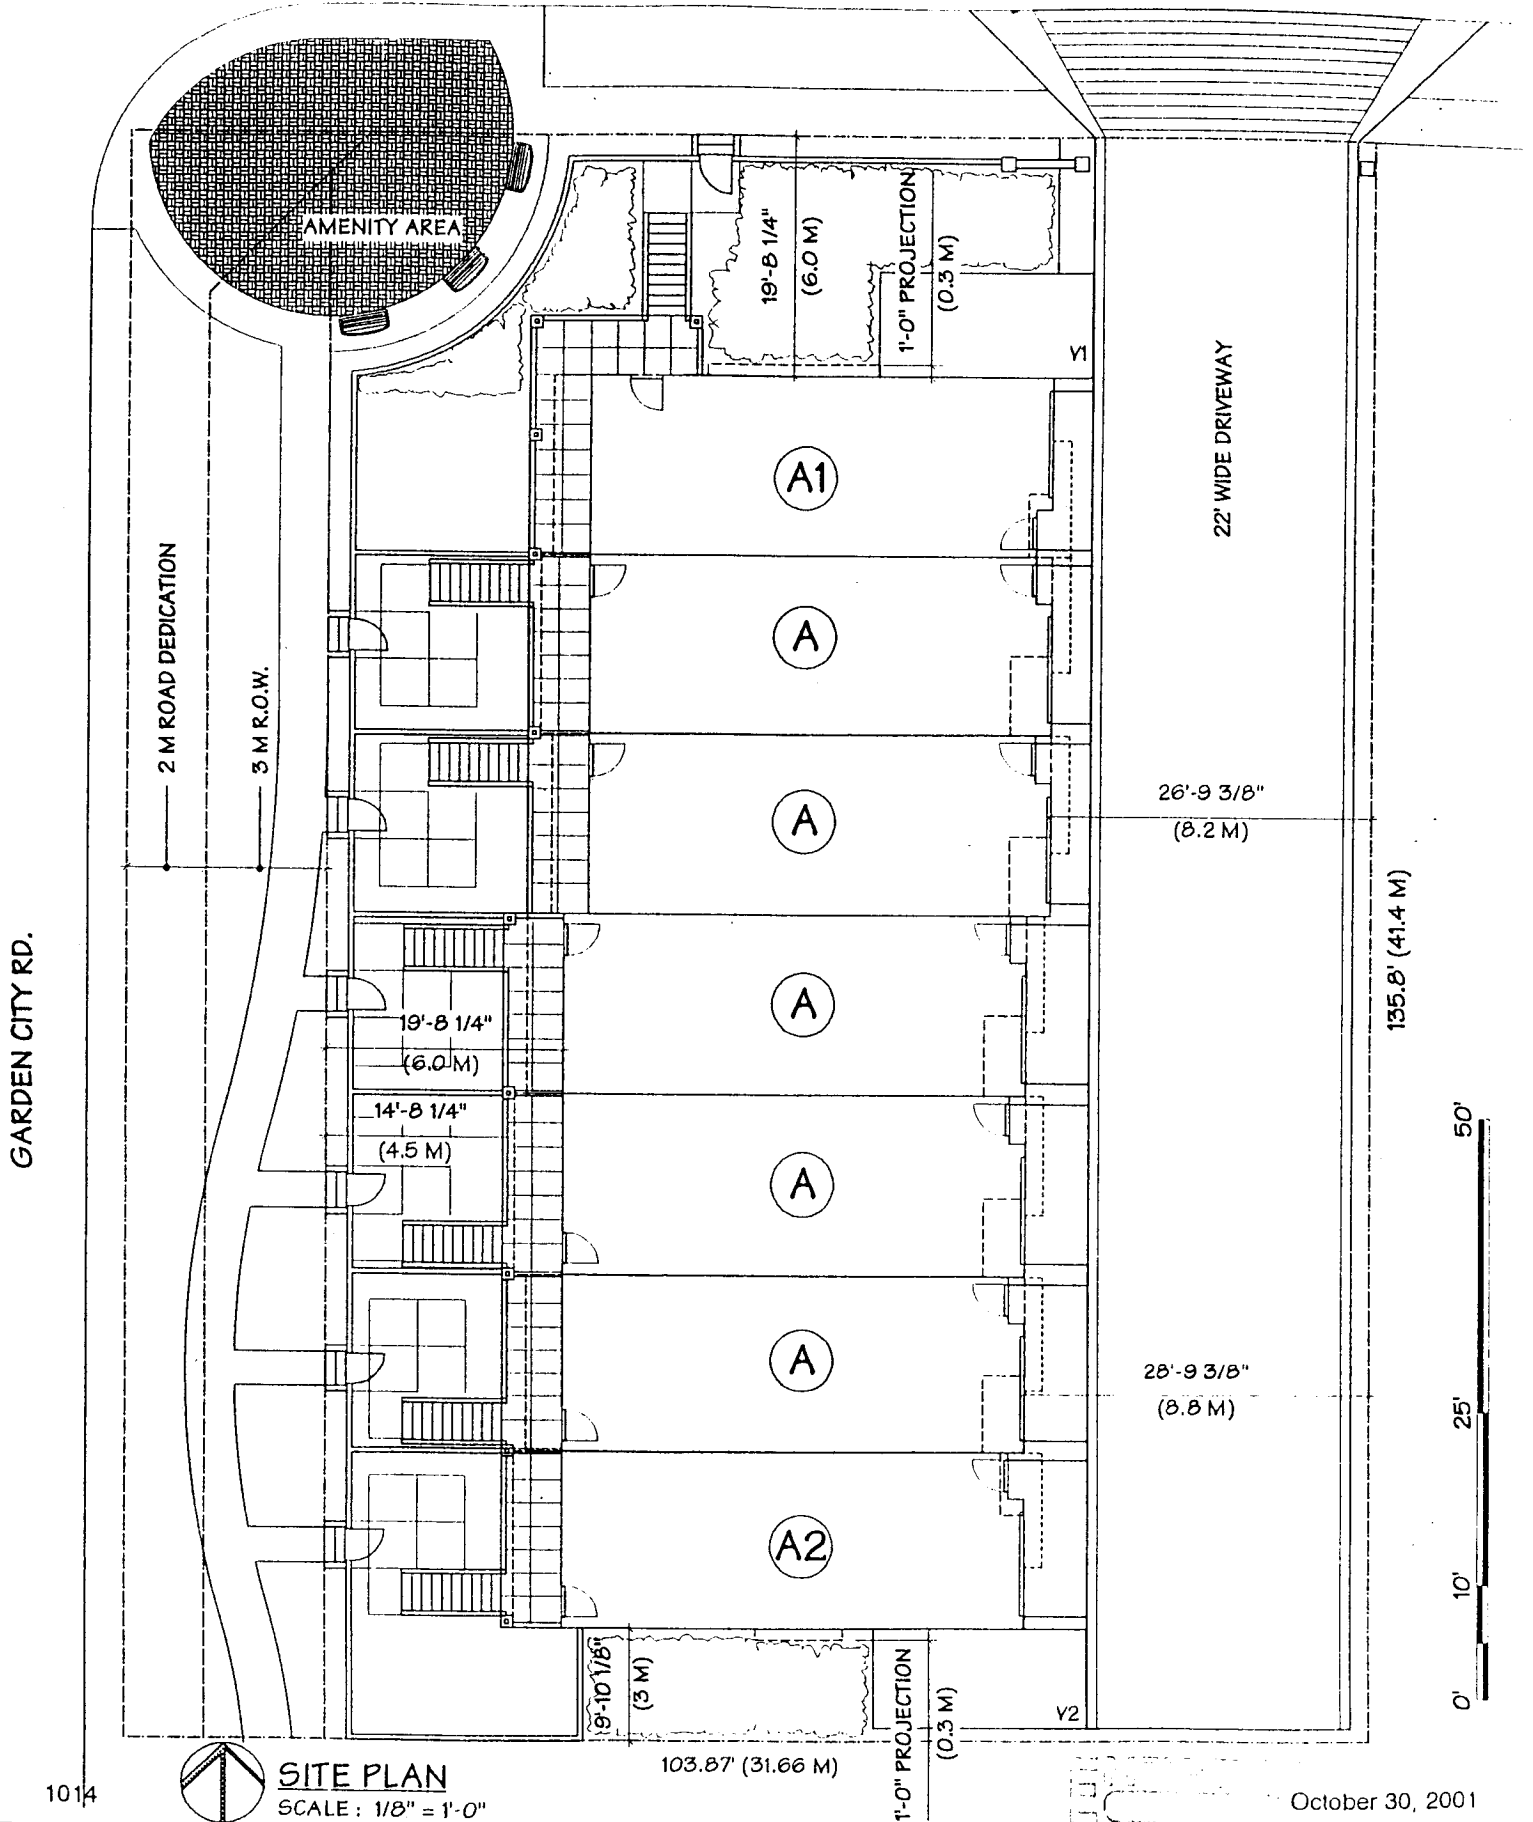 AMENITY AREA
19'-8 1/4"
(6.0 M)
1'-0" PROJECTION
(0.3 M)
V1
22' WIDE DRIVEWAY
A1
A
2 M ROAD DEDICATION
3 M R.O.W.
A
26'-9 3/8"
(8.2 M)
135.8' (41.4 M)
GARDEN CITY RD.
A
19'-8 1/4"
(6.0 M)
14'-8 1/4"
(4.5 M)
A
50'
A
28'-9 3/8"
(8.8 M)
25'
A2
10'
0'
9'-10 1/8"
(3 M)
1'-0" PROJECTION
(0.3 M)
V2
103.87' (31.66 M)
SITE PLAN
SCALE : 1/8" = 1'-0"
1014
October 30, 2001